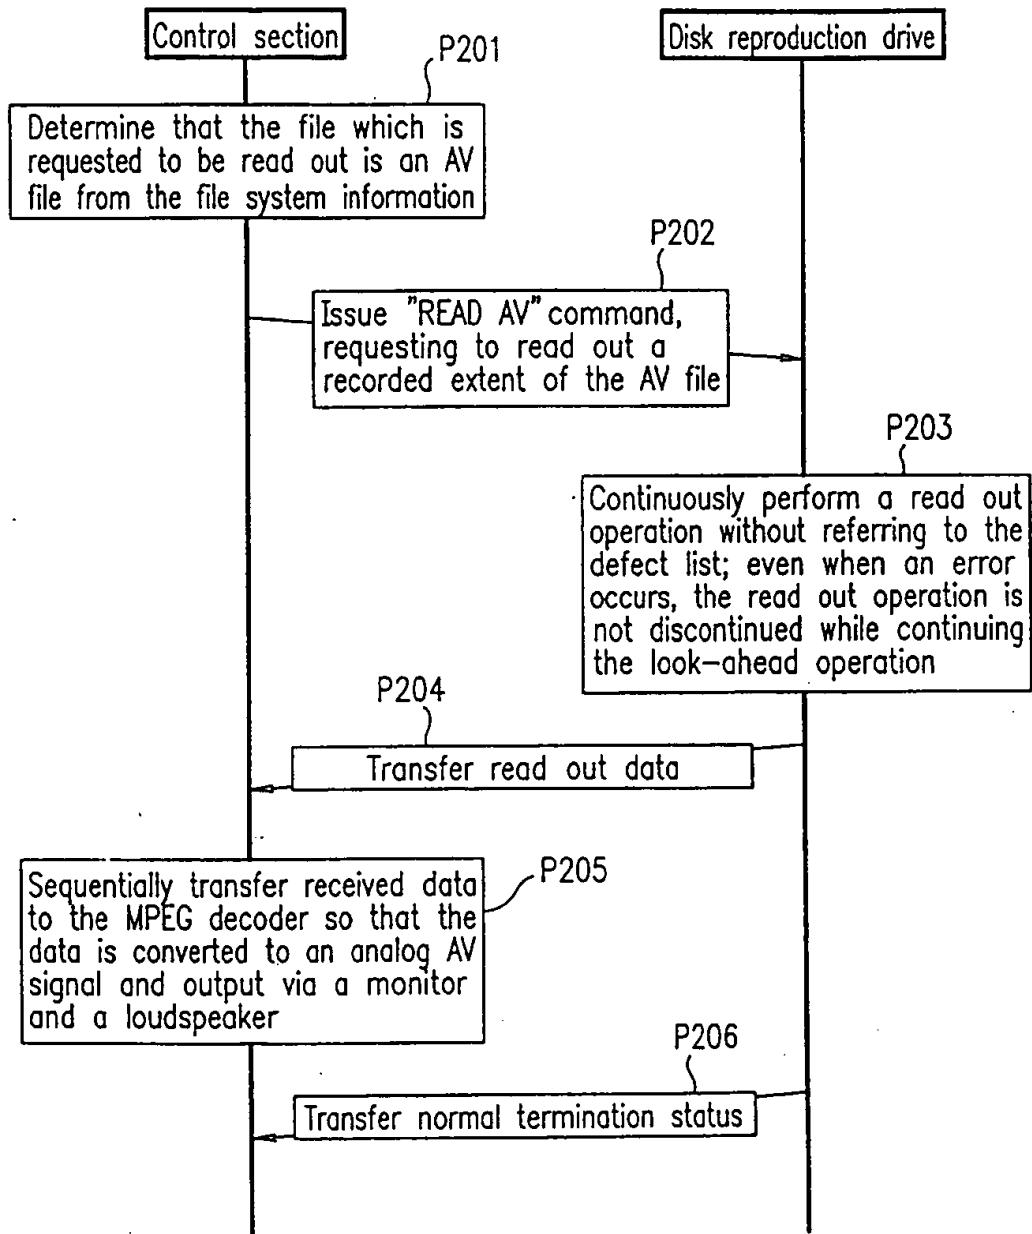 Control section
Disk reproduction drive
P201
Determine that the file which is
requested to be read out is an AV
file from the file system information
P202
Issue "READ AV" command,
requesting to read out a
recorded extent of the AV file
P203
Continuously perform a read out
operation without referring to the
defect list; even when an error
occurs, the read out operation is
not discontinued while continuing
the look-ahead operation
P204
Transfer read out data
P205
Sequentially transfer received data
to the MPEG decoder so that the
data is converted to an analog AV
signal and output via a monitor
and a loudspeaker
P206
Transfer normal termination status